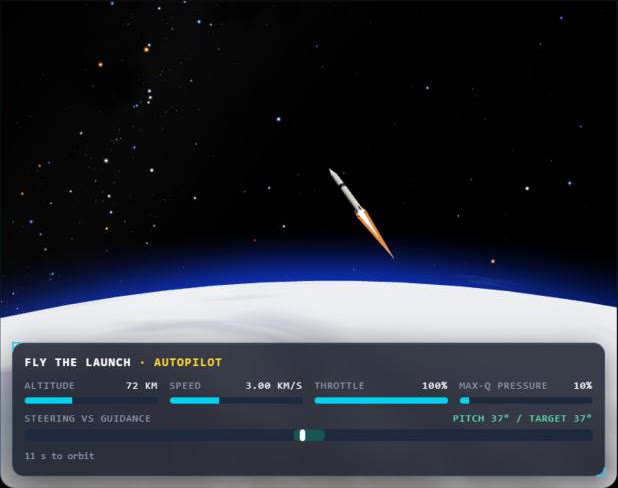 FLY THE LAUNCH · AUTOPILOT
ALTITUDE 72 KM SPEED 3.00 KM/S THROTTLE 100% MAX-Q PRESSURE 10%
STEERING VS GUIDANCE PITCH 37° / TARGET 37°
11 s to orbit